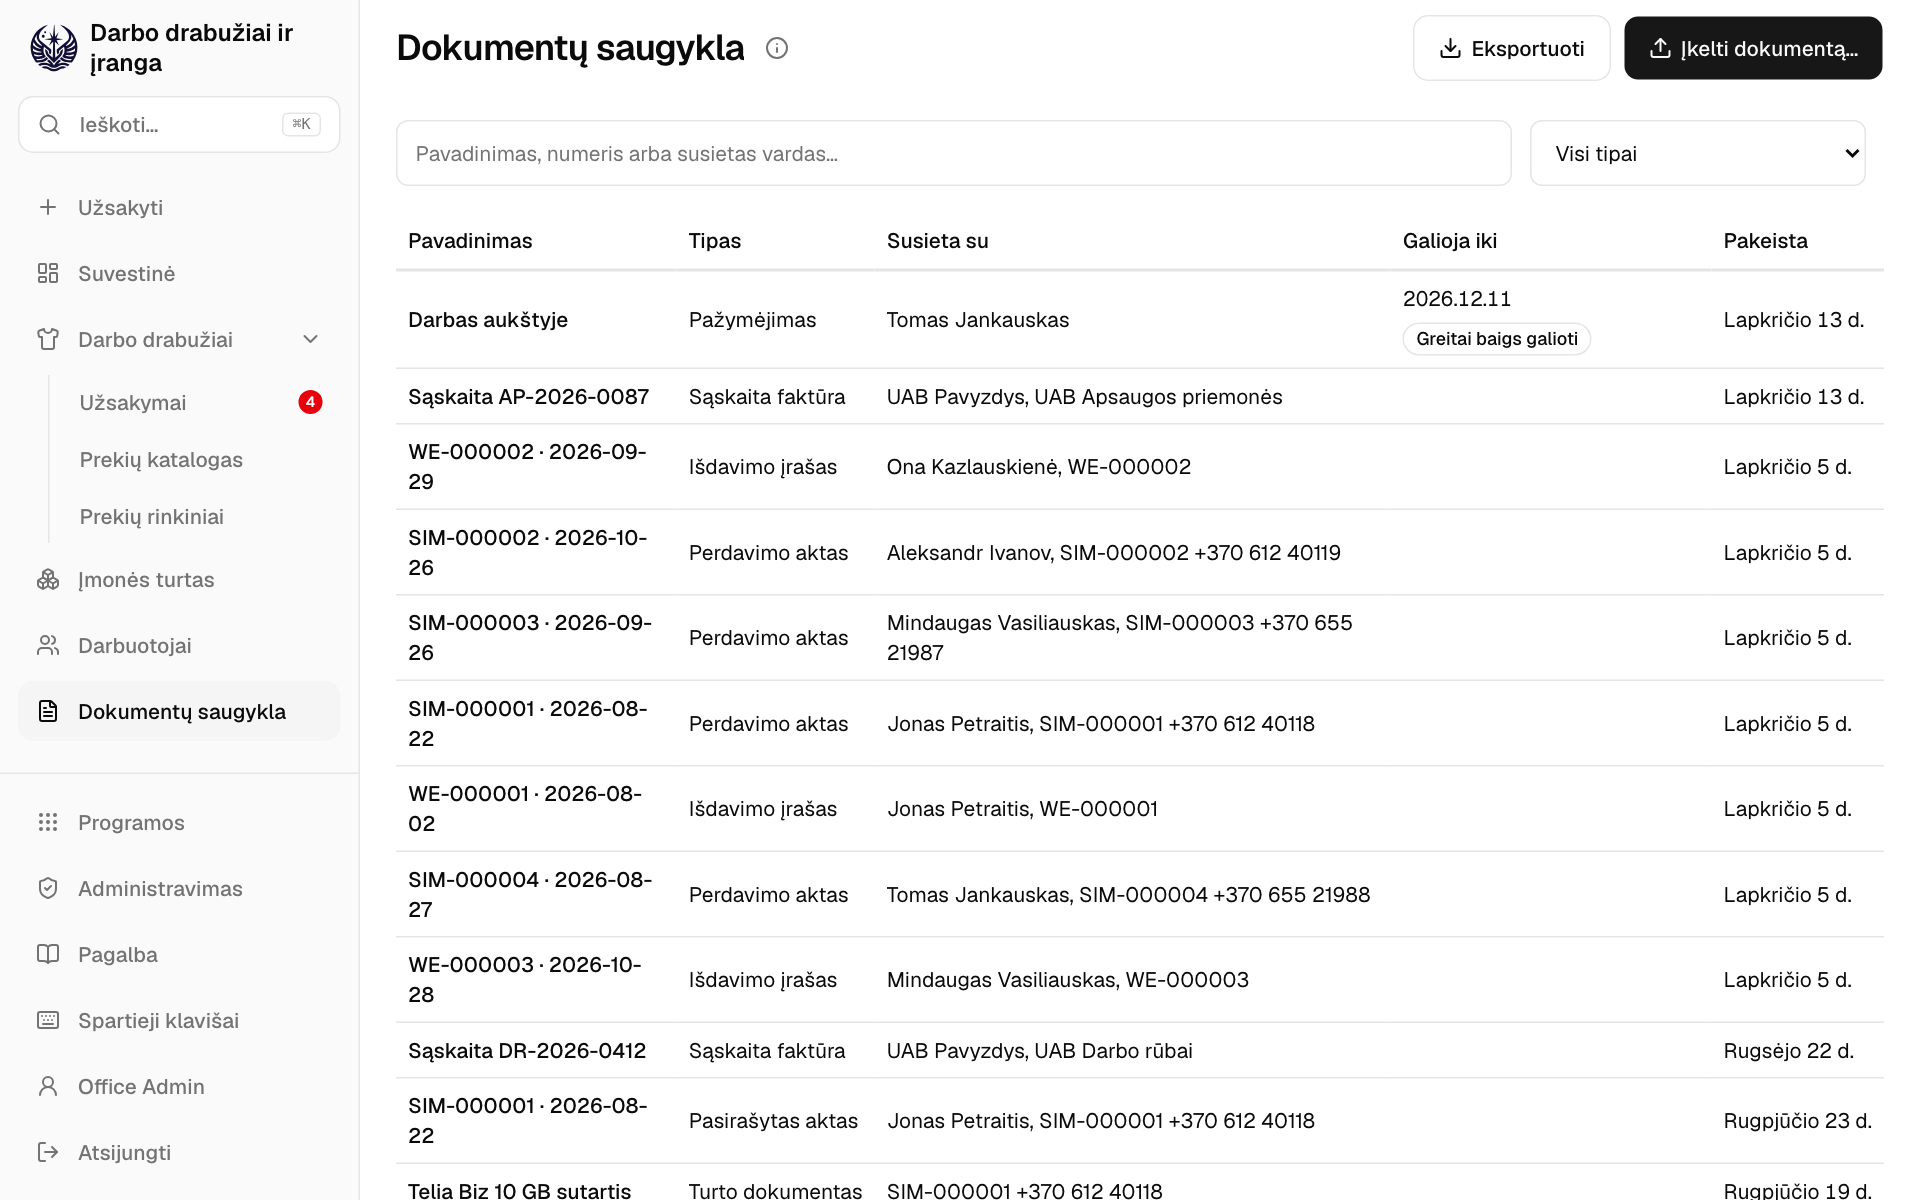 Darbo drabužiai ir
įranga
Ieškoti...
⌘K
Užsakyti
Suvestinė
Darbo drabužiai
Užsakymai
4
Prekių katalogas
Prekių rinkiniai
Įmonės turtas
Darbuotojai
Dokumentų saugykla
Programos
Administravimas
Pagalba
Spartieji klavišai
Office Admin
Atsijungti
Dokumentų saugykla
Eksportuoti
Įkelti dokumentą...
Pavadinimas, numeris arba susietas vardas...
Visi tipai
Pavadinimas Tipas Susieta su Galioja iki Pakeista
Darbas aukštyje Pažymėjimas Tomas Jankauskas 2026.12.11 Lapkričio 13 d.
Greitai baigs galioti
Sąskaita AP-2026-0087 Sąskaita faktūra UAB Pavyzdys, UAB Apsaugos priemonės Lapkričio 13 d.
WE-000002 · 2026-09-
29 Išdavimo įrašas Ona Kazlauskienė, WE-000002 Lapkričio 5 d.
SIM-000002 · 2026-10-
26 Perdavimo aktas Aleksandr Ivanov, SIM-000002 +370 612 40119 Lapkričio 5 d.
SIM-000003 · 2026-09-
26 Perdavimo aktas Mindaugas Vasiliauskas, SIM-000003 +370 655
21987 Lapkričio 5 d.
SIM-000001 · 2026-08-
22 Perdavimo aktas Jonas Petraitis, SIM-000001 +370 612 40118 Lapkričio 5 d.
WE-000001 · 2026-08-
02 Išdavimo įrašas Jonas Petraitis, WE-000001 Lapkričio 5 d.
SIM-000004 · 2026-08-
27 Perdavimo aktas Tomas Jankauskas, SIM-000004 +370 655 21988 Lapkričio 5 d.
WE-000003 · 2026-10-
28 Išdavimo įrašas Mindaugas Vasiliauskas, WE-000003 Lapkričio 5 d.
Sąskaita DR-2026-0412 Sąskaita faktūra UAB Pavyzdys, UAB Darbo rūbai Rugsėjo 22 d.
SIM-000001 · 2026-08-
22 Pasirašytas aktas Jonas Petraitis, SIM-000001 +370 612 40118 Rugpjūčio 23 d.
Telia Biz 10 GB sutartis Turto dokumentas SIM-000001 +370 612 40118 Rugpjūčio 19 d.